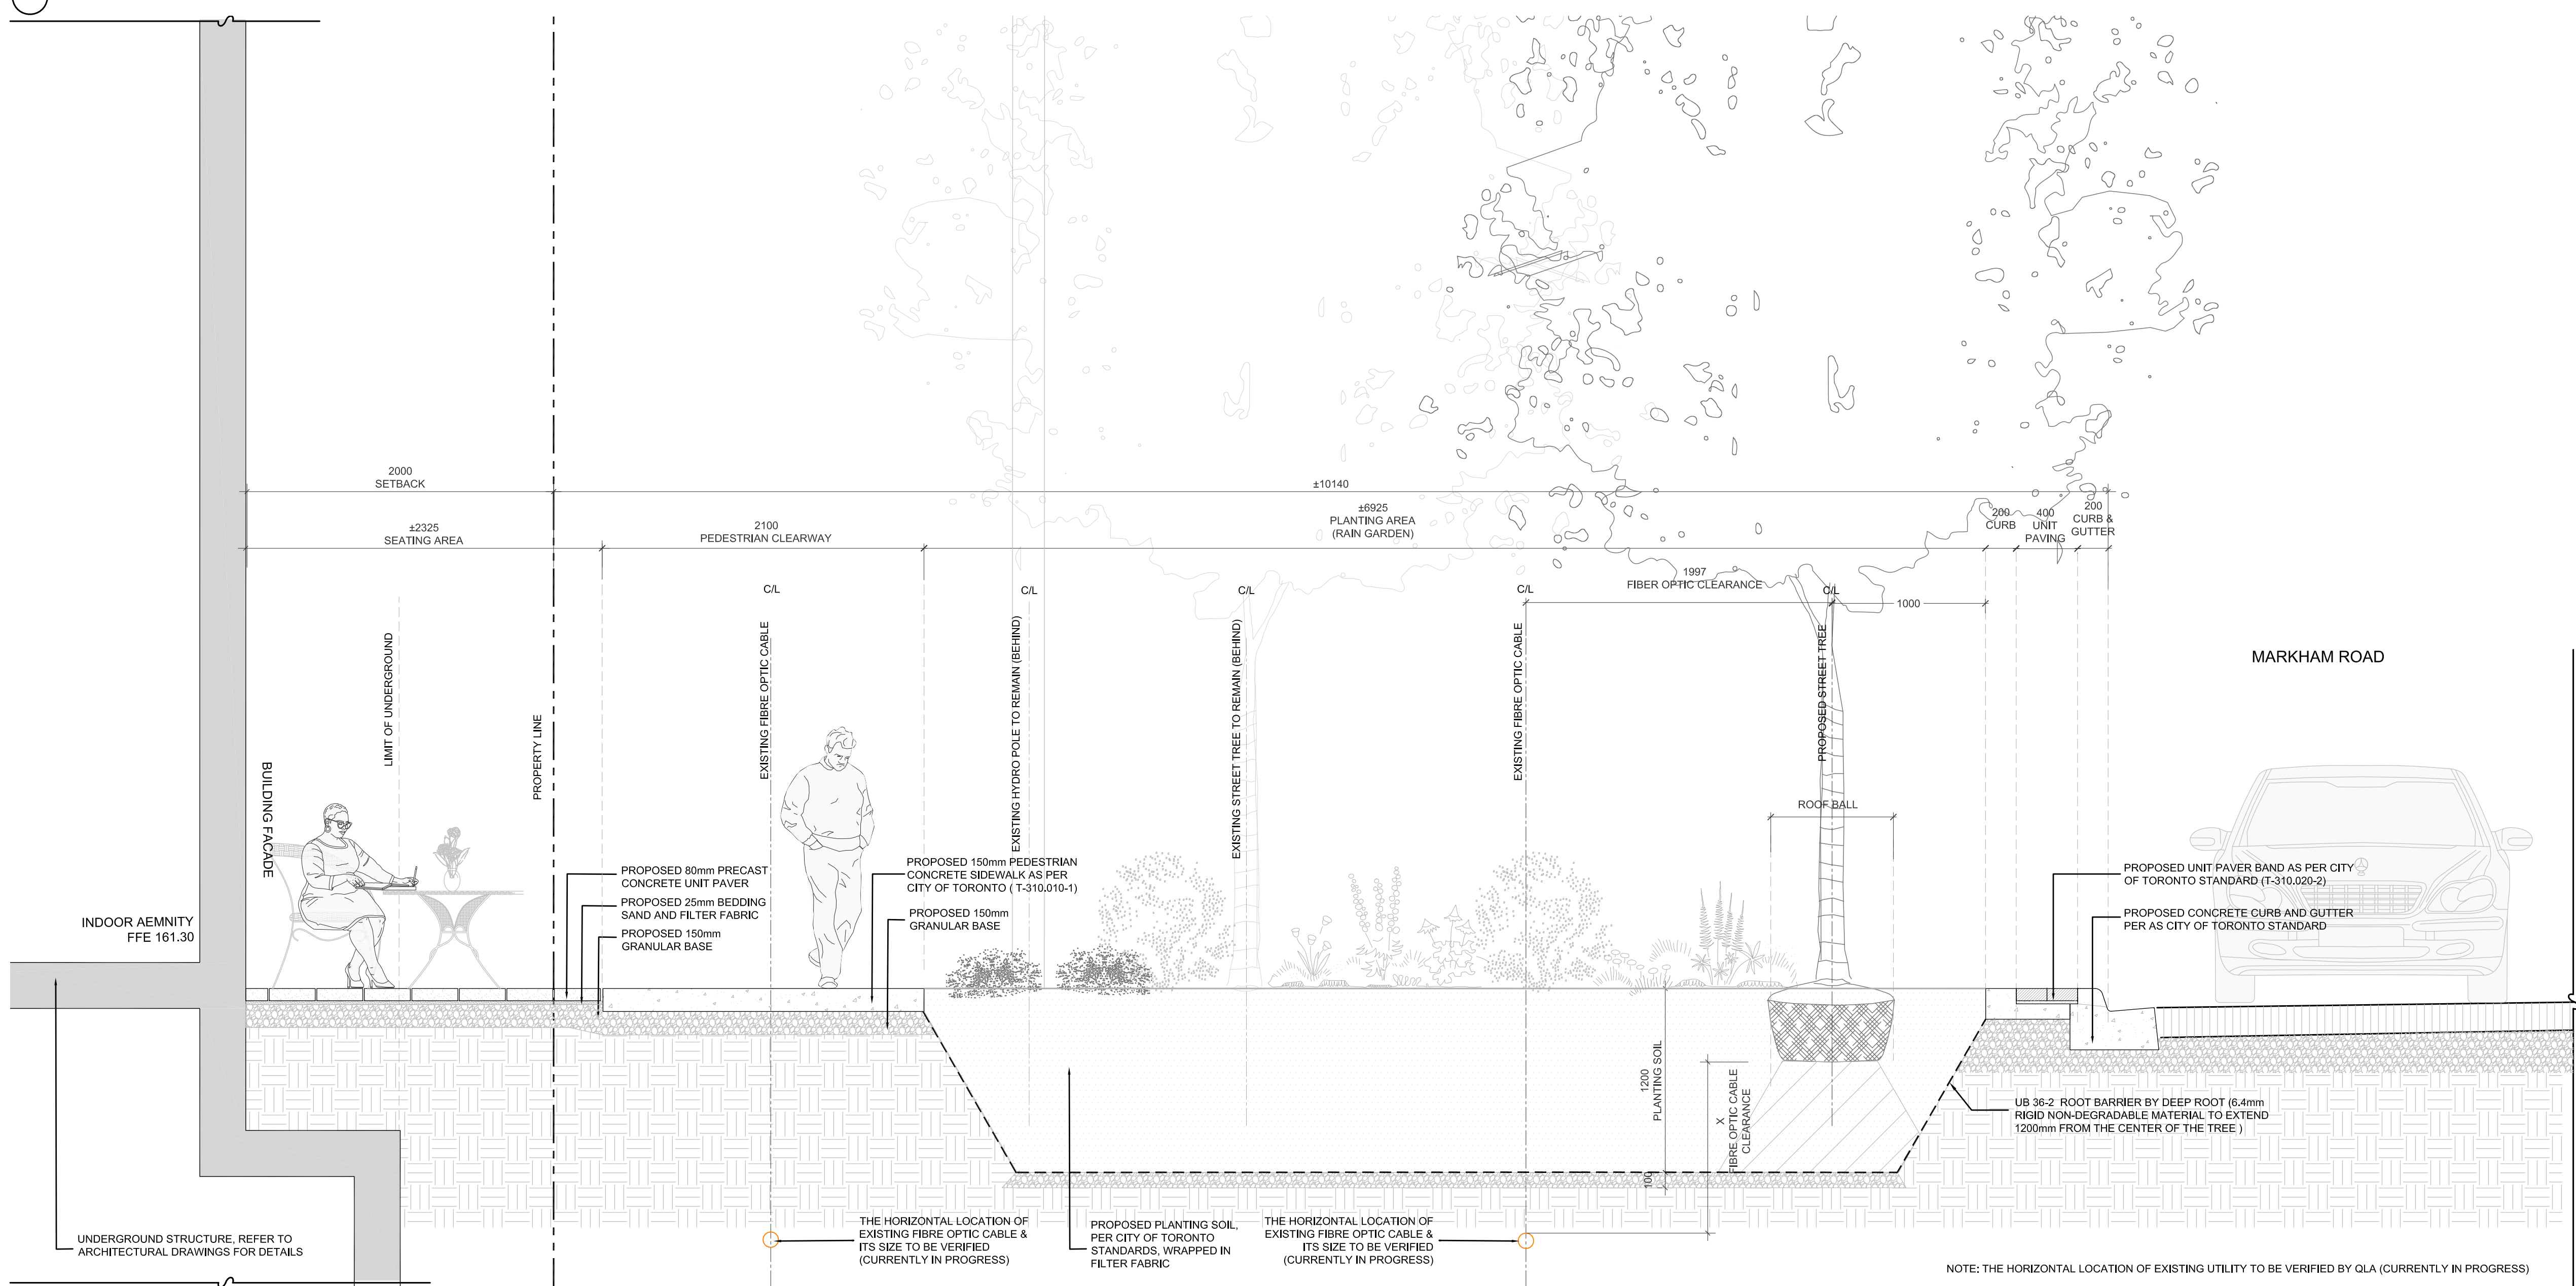 2000
SETBACK
±10140
±2325
SEATING AREA
2100
PEDESTRIAN CLEARWAY
±6925
PLANTING AREA
(RAIN GARDEN)
200
CURB
400
UNIT
PAVING
200
CURB &
GUTTER
1997
FIBER OPTIC CLEARANCE
1000
C/L
C/L
C/L
C/L
C/L
BUILDING FACADE
LIMIT OF UNDERGROUND
PROPERTY LINE
EXISTING FIBRE OPTIC CABLE
EXISTING HYDRO POLE TO REMAIN (BEHIND)
EXISTING STREET TREE TO REMAIN (BEHIND)
EXISTING FIBRE OPTIC CABLE
PROPOSED STREET TREE
MARKHAM ROAD
ROOF BALL
INDOOR AEMNITY
FFE 161.30
PROPOSED 80mm PRECAST
CONCRETE UNIT PAVER
PROPOSED 25mm BEDDING
SAND AND FILTER FABRIC
PROPOSED 150mm
GRANULAR BASE
PROPOSED 150mm PEDESTRIAN
CONCRETE SIDEWALK AS PER
CITY OF TORONTO ( T-310.010-1)
PROPOSED 150mm
GRANULAR BASE
PROPOSED UNIT PAVER BAND AS PER CITY
OF TORONTO STANDARD (T-310.020-2)
PROPOSED CONCRETE CURB AND GUTTER
PER AS CITY OF TORONTO STANDARD
1200
PLANTING SOIL
100
X
FIBRE OPTIC CABLE
CLEARANCE
UB 36-2 ROOT BARRIER BY DEEP ROOT (6.4mm
RIGID NON-DEGRADABLE MATERIAL TO EXTEND
1200mm FROM THE CENTER OF THE TREE )
UNDERGROUND STRUCTURE, REFER TO
ARCHITECTURAL DRAWINGS FOR DETAILS
THE HORIZONTAL LOCATION OF
EXISTING FIBRE OPTIC CABLE &
ITS SIZE TO BE VERIFIED
(CURRENTLY IN PROGRESS)
PROPOSED PLANTING SOIL,
PER CITY OF TORONTO
STANDARDS, WRAPPED IN
FILTER FABRIC
THE HORIZONTAL LOCATION OF
EXISTING FIBRE OPTIC CABLE &
ITS SIZE TO BE VERIFIED
(CURRENTLY IN PROGRESS)
NOTE: THE HORIZONTAL LOCATION OF EXISTING UTILITY TO BE VERIFIED BY QLA (CURRENTLY IN PROGRESS)